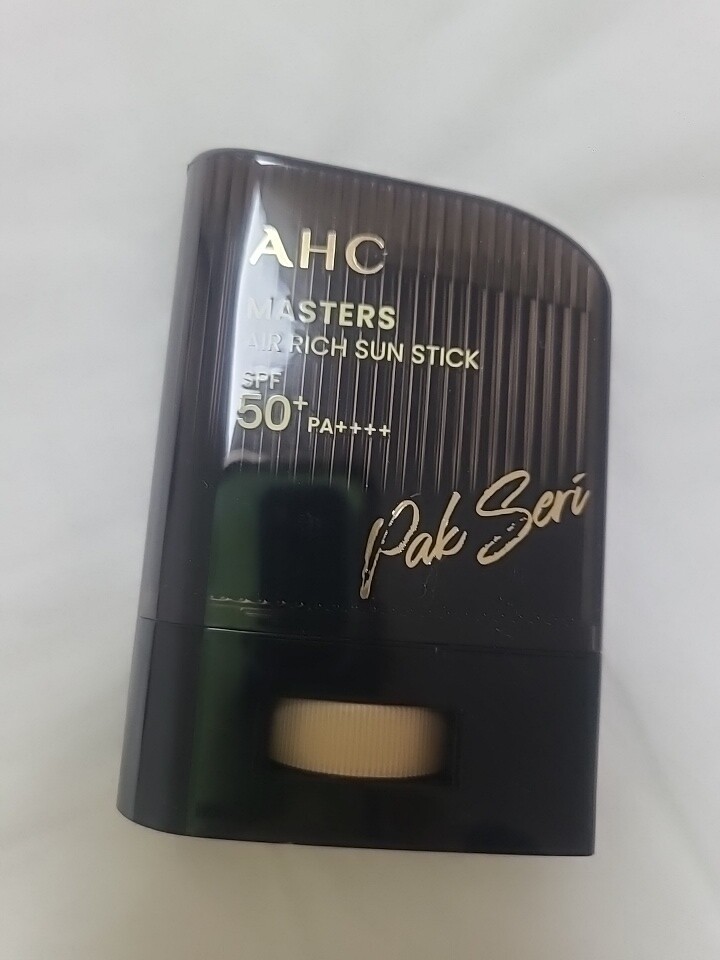 AHC
MASTERS
AIR RICH SUN STICK
SPF
50+ PA++++
Pak Seri